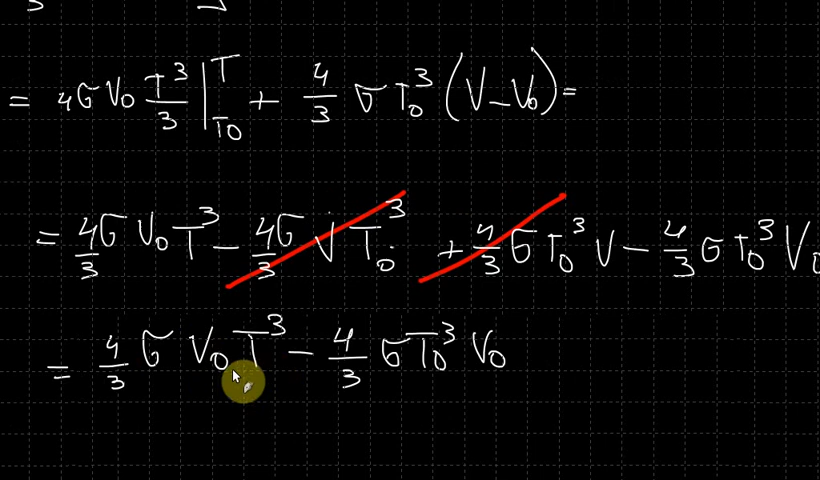 = 4σ V₀ T³/3 |_{T0}^{T} + 4/3 σ T₀³ (V - V₀) =
= 4σ/3 V₀ T³ - 4σ/3 V T₀³ + 4/3 σ T₀³ V - 4/3 σ T₀³ V₀
= 4/3 σ V₀ T³ - 4/3 σ T₀³ V₀